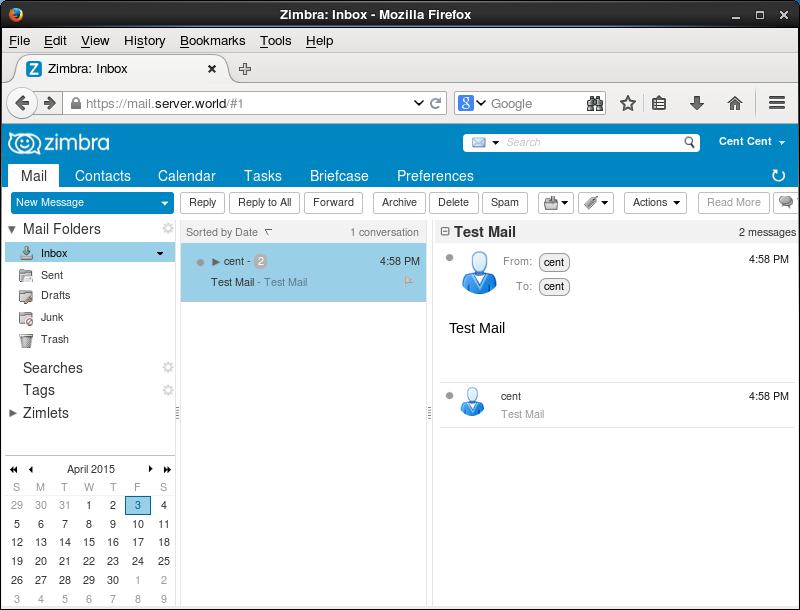 Zimbra: Inbox - Mozilla Firefox
File Edit View History Bookmarks Tools Help
Zimbra: Inbox
https://mail.server.world/#1
Google
zimbra
Search
Cent Cent
Mail Contacts Calendar Tasks Briefcase Preferences
New Message
Reply Reply to All Forward Archive Delete Spam Actions Read More
Mail Folders
Inbox
Sent
Drafts
Junk
Trash
Searches
Tags
Zimlets
April 2015
S M T W T F S
29 30 31 1 2 3 4
5 6 7 8 9 10 11
12 13 14 15 16 17 18
19 20 21 22 23 24 25
26 27 28 29 30 1 2
3 4 5 6 7 8 9
Sorted by Date 1 conversation
cent - 2 4:58 PM
Test Mail - Test Mail
Test Mail 2 messages
From: cent 4:58 PM
To: cent
Test Mail
cent 4:58 PM
Test Mail